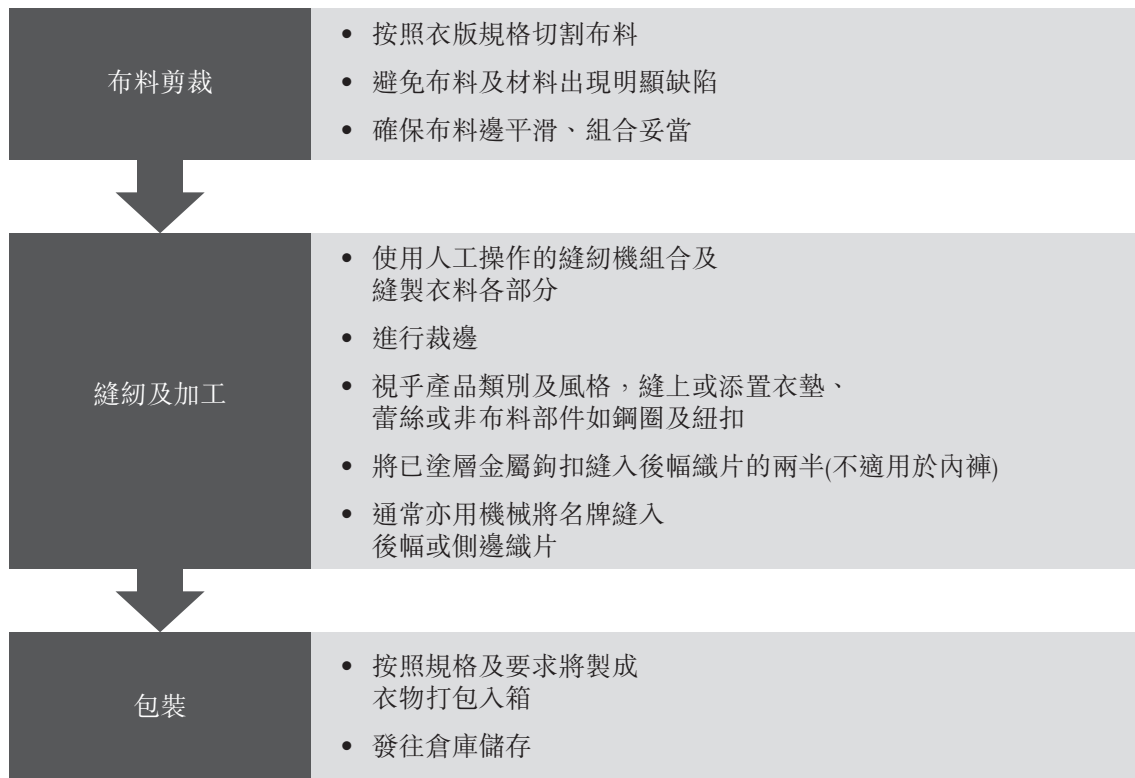 布料剪裁
• 按照衣版規格切割布料
• 避免布料及材料出現明顯缺陷
• 確保布料邊平滑、組合妥當
縫紉及加工
• 使用人工操作的縫紉機組合及
縫製衣料各部分
• 進行裁邊
• 視乎產品類別及風格，縫上或添置衣墊、
蕾絲或非布料部件如鋼圈及紐扣
• 將已塗層金屬鉤扣縫入後幅織片的兩半(不適用於內褲)
• 通常亦用機械將名牌縫入
後幅或側邊織片
包裝
• 按照規格及要求將製成
衣物打包入箱
• 發往倉庫儲存